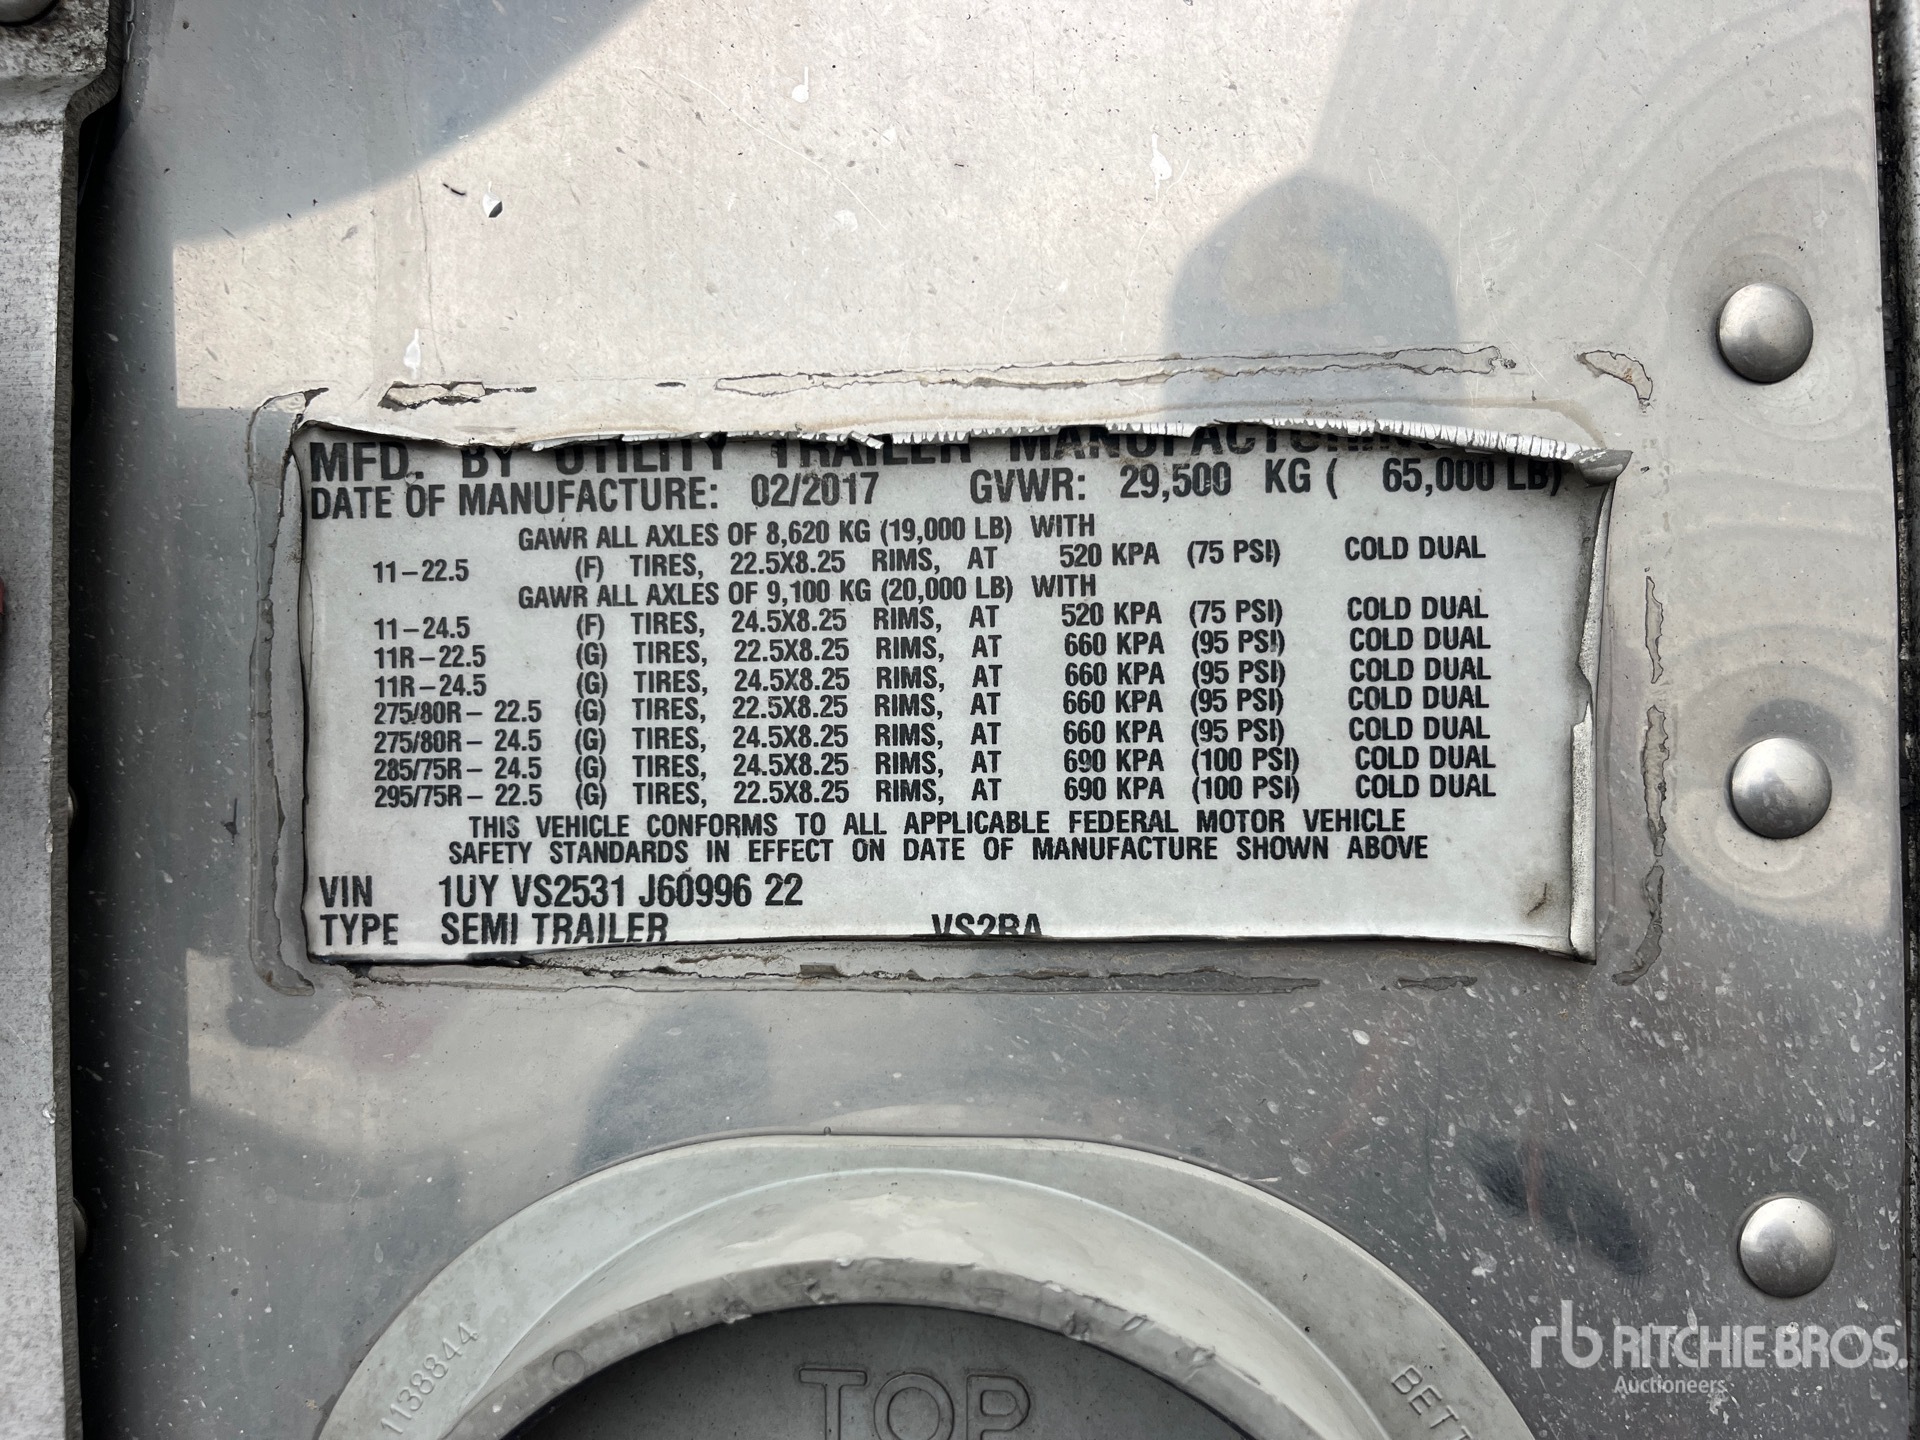 MFD. BY UTILITY TRAILER MANUFACTURING
DATE OF MANUFACTURE: 02/2017 GVWR: 29,500 KG ( 65,000 LB)
GAWR ALL AXLES OF 8,620 KG (19,000 LB) WITH
11-22.5 (F) TIRES, 22.5X8.25 RIMS, AT 520 KPA (75 PSI) COLD DUAL
GAWR ALL AXLES OF 9,100 KG (20,000 LB) WITH
11-24.5 (F) TIRES, 24.5X8.25 RIMS, AT 520 KPA (75 PSI) COLD DUAL
11R-22.5 (G) TIRES, 22.5X8.25 RIMS, AT 660 KPA (95 PSI) COLD DUAL
11R-24.5 (G) TIRES, 24.5X8.25 RIMS, AT 660 KPA (95 PSI) COLD DUAL
275/80R- 22.5 (G) TIRES, 22.5X8.25 RIMS, AT 660 KPA (95 PSI) COLD DUAL
275/80R- 24.5 (G) TIRES, 24.5X8.25 RIMS, AT 660 KPA (95 PSI) COLD DUAL
285/75R- 24.5 (G) TIRES, 24.5X8.25 RIMS, AT 690 KPA (100 PSI) COLD DUAL
295/75R- 22.5 (G) TIRES, 22.5X8.25 RIMS, AT 690 KPA (100 PSI) COLD DUAL
THIS VEHICLE CONFORMS TO ALL APPLICABLE FEDERAL MOTOR VEHICLE
SAFETY STANDARDS IN EFFECT ON DATE OF MANUFACTURE SHOWN ABOVE
VIN 1UY VS2531 J60996 22
TYPE SEMI TRAILER VS2RA
1138844
TOP
BETT
rb RITCHIE BROS.
Auctioneers